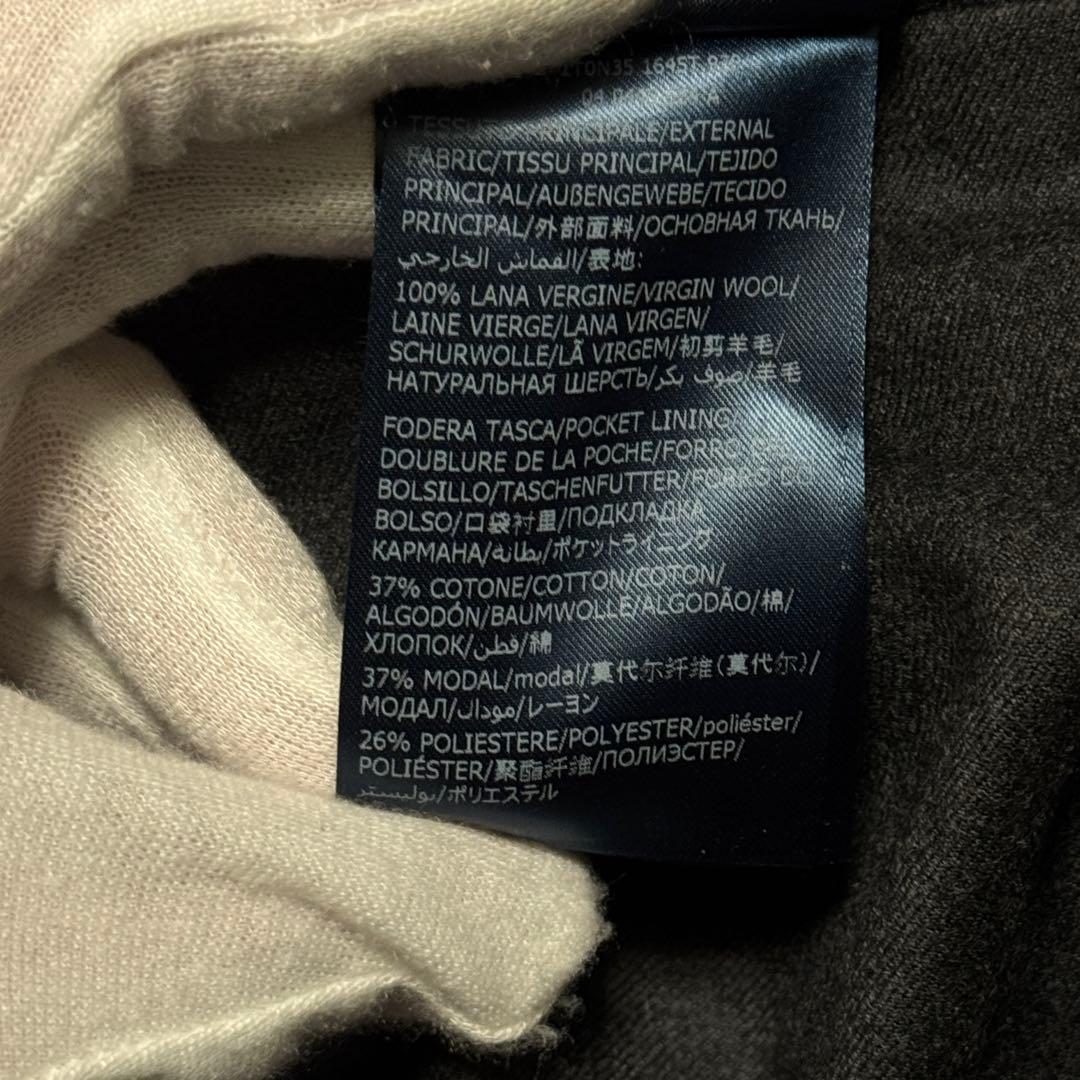 1645T
PRINCIPALE/EXTERNAL
FABRIC/TISSU PRINCIPAL/TEJIDO
PRINCIPAL/AUßENGEWEBE/TECIDO
PRINCIPAL/外部面料/ОСНОВНАЯ ТКАНЬ/
القماش الخارجي/表地:
100% LANA VERGINE/VIRGIN WOOL/
LAINE VIERGE/LANA VIRGEN/
SCHURWOLLE/LÃ VIRGEM/初剪羊毛/
НАТУРАЛЬНАЯ ШЕРСТЬ/صوف بكر/羊毛
FODERA TASCA/POCKET LINING/
DOUBLURE DE LA POCHE/FORRO
BOLSILLO/TASCHENFUTTER/FORRO DO
BOLSO/口袋衬里/ПОДКЛАДКА
КАРМАНА/بطانة/ポケットライニング
37% COTONE/COTTON/COTON/
ALGODÓN/BAUMWOLLE/ALGODÃO/棉/
ХЛОПОК/قطن/綿
37% MODAL/modal/莫代尔纤维(莫代尔)/
МОДАЛ/مودال/レーヨン
26% POLIESTERE/POLYESTER/poliéster/
POLIÉSTER/聚酯纤维/ПОЛИЭСТЕР/
بوليستر/ポリエステル